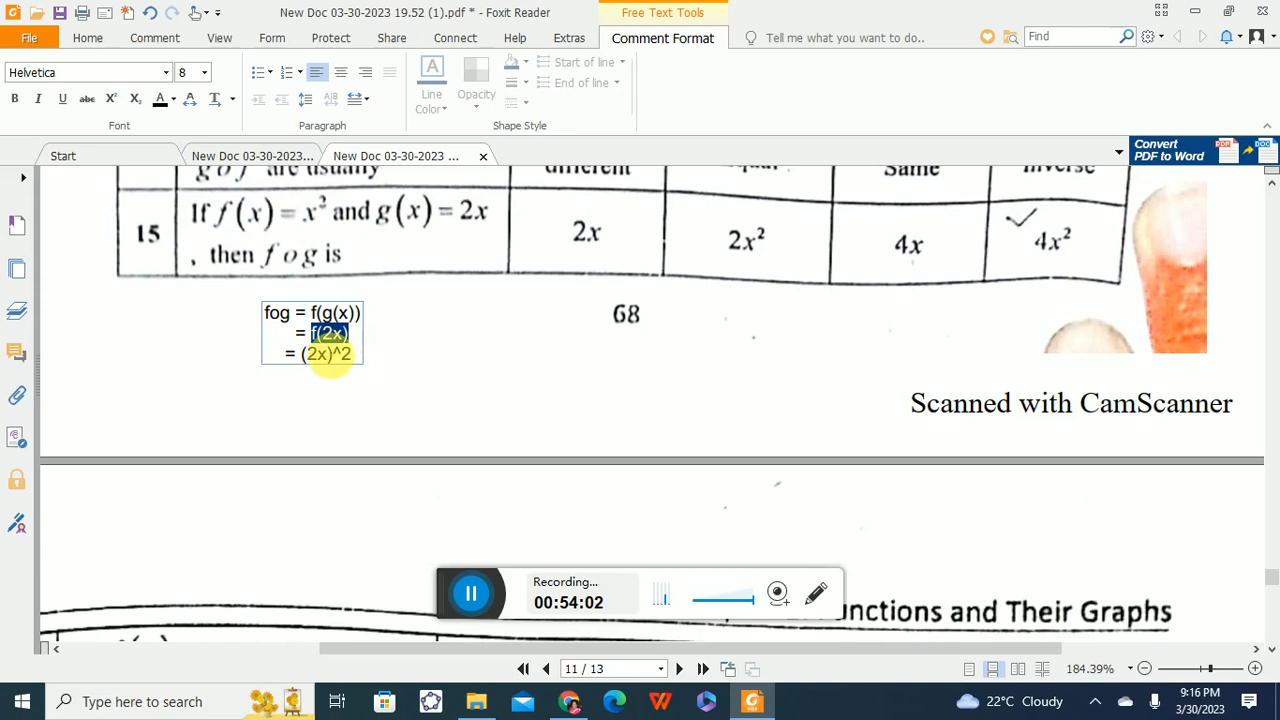 New Doc 03-30-2023 19.52 (1).pdf * - Foxit Reader
Free Text Tools
File Home Comment View Form Protect Share Connect Help Extras Comment Format Tell me what you want to do.. Find
Helvetica 8
Start of line
End of line
Line Color
Opacity
Font Paragraph Shape Style
Start New Doc 03-30-2023... New Doc 03-30-2023 ...
Convert PDF to Word
g o f are usually different Same inverse
15 If f(x) = x² and g(x) = 2x 2x 2x² 4x 4x²
, then f o g is
fog = f(g(x))
= f(2x)
= (2x)^2
68
Scanned with CamScanner
Recording...
00:54:02
unctions and Their Graphs
11 / 13 184.39%
Type here to search 22°C Cloudy 9:16 PM
3/30/2023